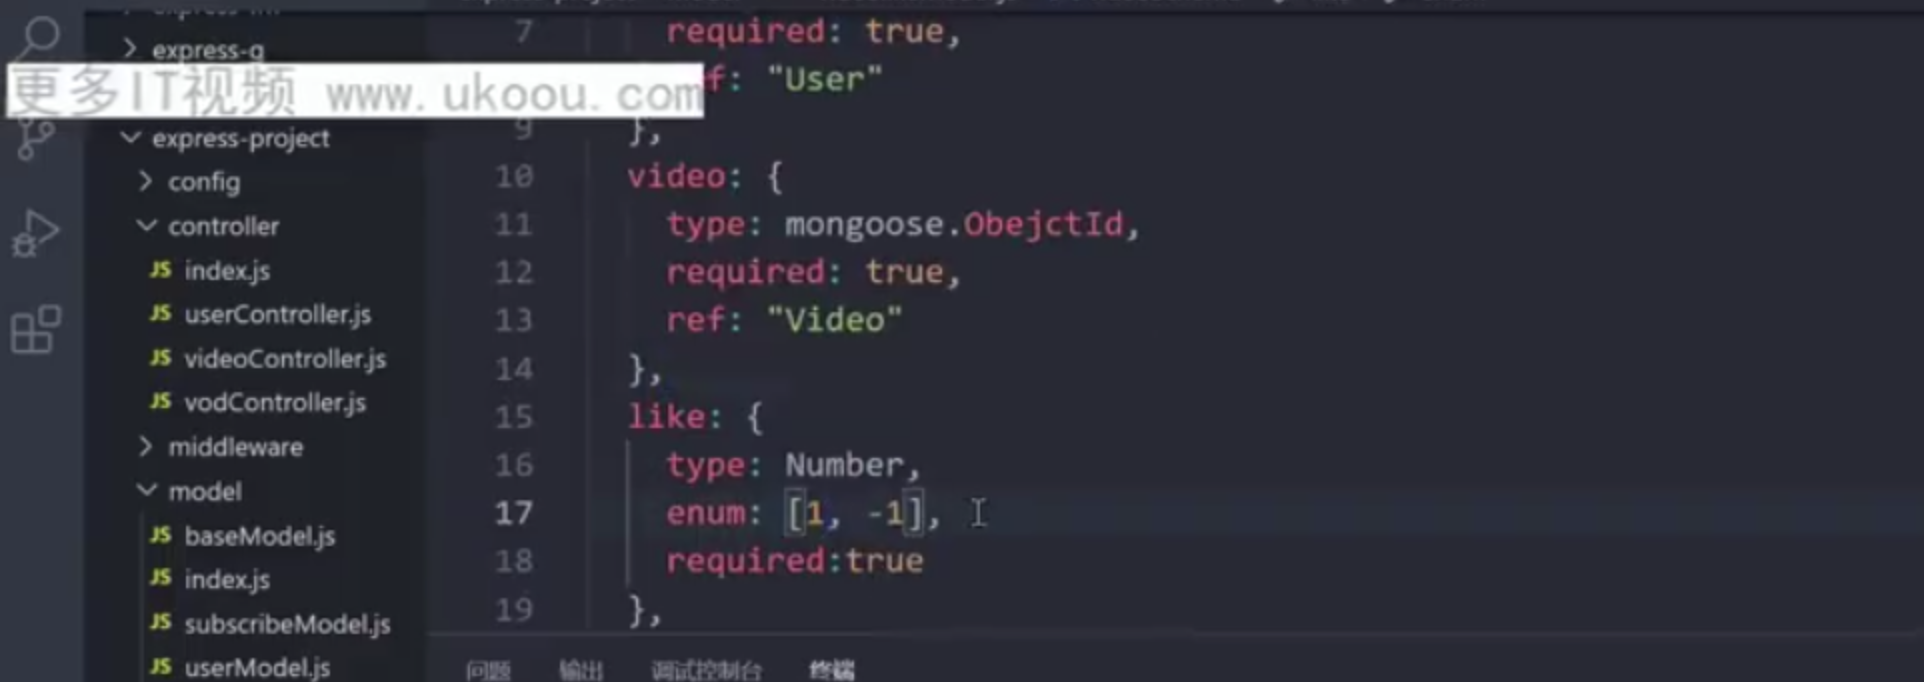 express-q
更多IT视频 www.ukoou.com
express-project
config
controller
JS index.js
JS userController.js
JS videoController.js
JS vodController.js
middleware
model
JS baseModel.js
JS index.js
JS subscribeModel.js
JS userModel.js
7 required: true,
f: "User"
9 },
10 video: {
11 type: mongoose.ObejctId,
12 required: true,
13 ref: "Video"
14 },
15 like: {
16 type: Number,
17 enum: [1, -1],
18 required:true
19 },
问题 输出 调试控制台 终端